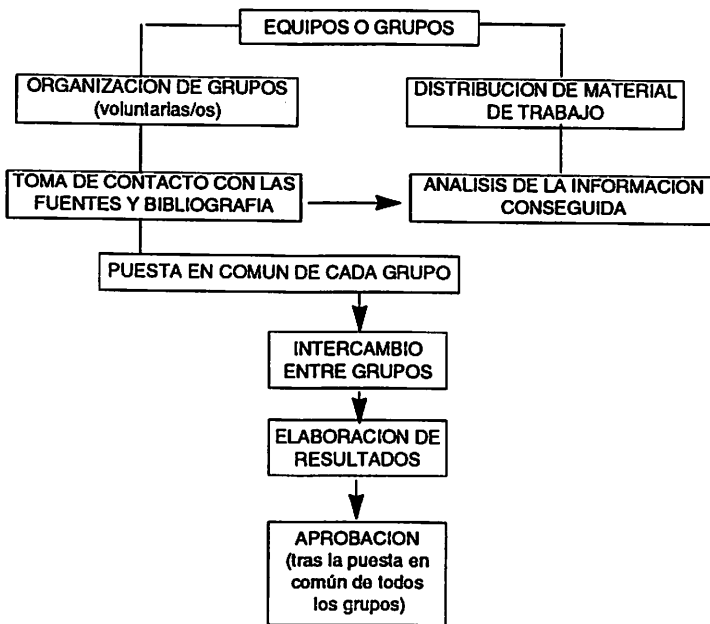 EQUIPOS O GRUPOS
ORGANIZACION DE GRUPOS
(voluntarias/os)
DISTRIBUCION DE MATERIAL
DE TRABAJO
TOMA DE CONTACTO CON LAS
FUENTES Y BIBLIOGRAFIA
ANALISIS DE LA INFORMACION
CONSEGUIDA
PUESTA EN COMUN DE CADA GRUPO
INTERCAMBIO
ENTRE GRUPOS
ELABORACION DE
RESULTADOS
APROBACION
(tras la puesta en
común de todos
los grupos)